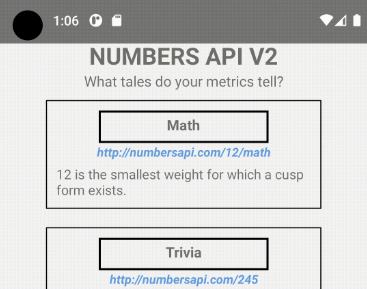 1:06
NUMBERS API V2
What tales do your metrics tell?
Math
http://numbersapi.com/12/math
12 is the smallest weight for which a cusp
form exists.
Trivia
http://numbersapi.com/245